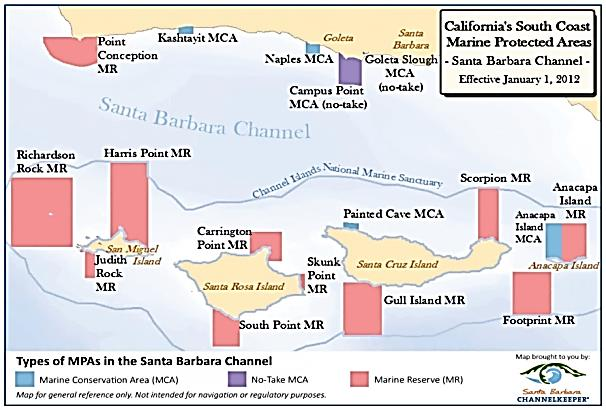 California's South Coast
Marine Protected Areas
- Santa Barbara Channel -
Effective January 1, 2012
Point
Conception
MR
Kashtayit MCA
Goleta
Santa
Barbara
Naples MCA
Goleta Slough
MCA
(no-take)
Campus Point
MCA (no-take)
Santa Barbara Channel
Channel Islands National Marine Sanctuary
Richardson
Rock MR
Harris Point MR
Scorpion MR
Anacapa
Island
MR
Anacapa
Island
MCA
Painted Cave MCA
Carrington
Point MR
San Miguel
Island
Judith
Rock
MR
Skunk
Point
MR
Santa Rosa Island
Santa Cruz Island
Anacapa Island
Gull Island MR
South Point MR
Footprint MR
Types of MPAs in the Santa Barbara Channel
Marine Conservation Area (MCA)
No-Take MCA
Marine Reserve (MR)
Map for general reference only. Not intended for navigation or regulatory purposes.
Map brought to you by:
Santa Barbara
CHANNELKEEPER®